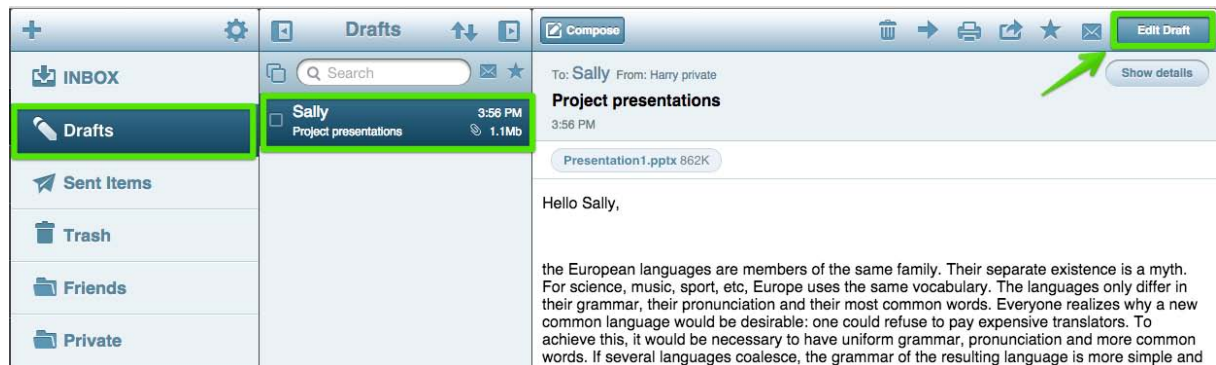 INBOX
Drafts
Sent Items
Trash
Friends
Private
Drafts
Search
Sally 3:56 PM
Project presentations 1.1Mb
Compose
Edit Draft
To: Sally From: Harry private
Show details
Project presentations
3:56 PM
Presentation1.pptx 862K
Hello Sally,
the European languages are members of the same family. Their separate existence is a myth.
For science, music, sport, etc, Europe uses the same vocabulary. The languages only differ in
their grammar, their pronunciation and their most common words. Everyone realizes why a new
common language would be desirable: one could refuse to pay expensive translators. To
achieve this, it would be necessary to have uniform grammar, pronunciation and more common
words. If several languages coalesce, the grammar of the resulting language is more simple and